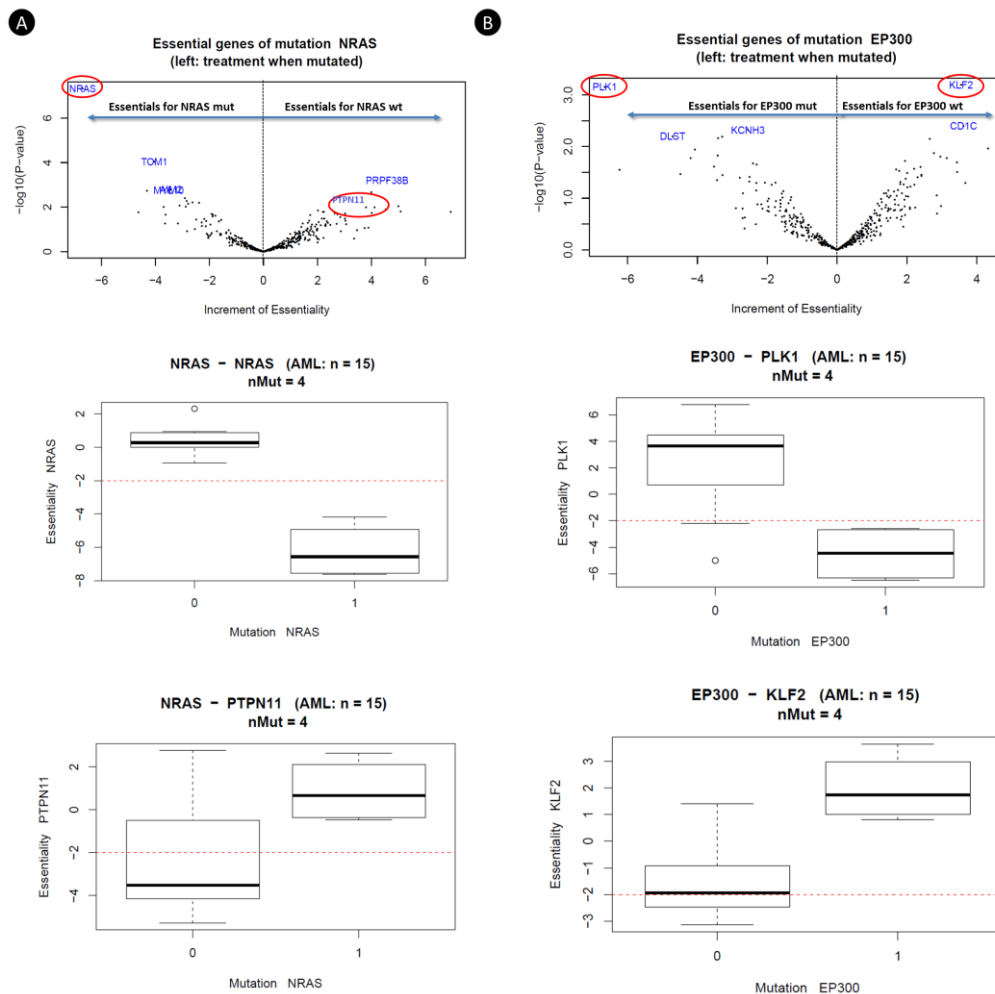 A
Essential genes of mutation NRAS
(left: treatment when mutated)
NRAS
Essentials for NRAS mut
Essentials for NRAS wt
TOM1
PRPF38B
PTPN11
−log10(P-value)
0
2
4
6
−6
−4
−2
0
2
4
6
Increment of Essentiality
NRAS − NRAS (AML: n = 15)
nMut = 4
Essentiality NRAS
2
0
−2
−4
−6
−8
0
1
Mutation NRAS
NRAS − PTPN11 (AML: n = 15)
nMut = 4
Essentiality PTPN11
2
0
−2
−4
0
1
Mutation NRAS
B
Essential genes of mutation EP300
(left: treatment when mutated)
PLK1
KLF2
Essentials for EP300 mut
Essentials for EP300 wt
DLST
KCNH3
CD1C
−log10(P-value)
3.0
2.0
1.0
0.0
−6
−4
−2
0
2
4
Increment of Essentiality
EP300 − PLK1 (AML: n = 15)
nMut = 4
Essentiality PLK1
6
4
2
0
−2
−4
−6
0
1
Mutation EP300
EP300 − KLF2 (AML: n = 15)
nMut = 4
Essentiality KLF2
3
2
1
0
−1
−2
−3
0
1
Mutation EP300